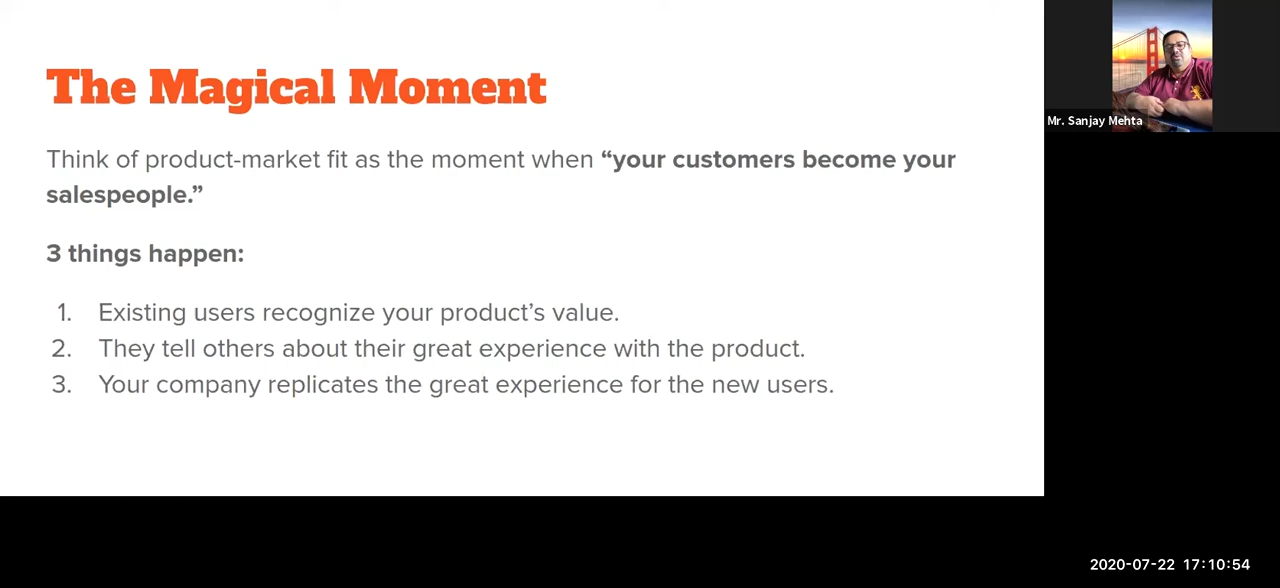 The Magical Moment
Think of product-market fit as the moment when “your customers become your
salespeople.”
3 things happen:
1. Existing users recognize your product’s value.
2. They tell others about their great experience with the product.
3. Your company replicates the great experience for the new users.
Mr. Sanjay Mehta
2020-07-22 17:10:54